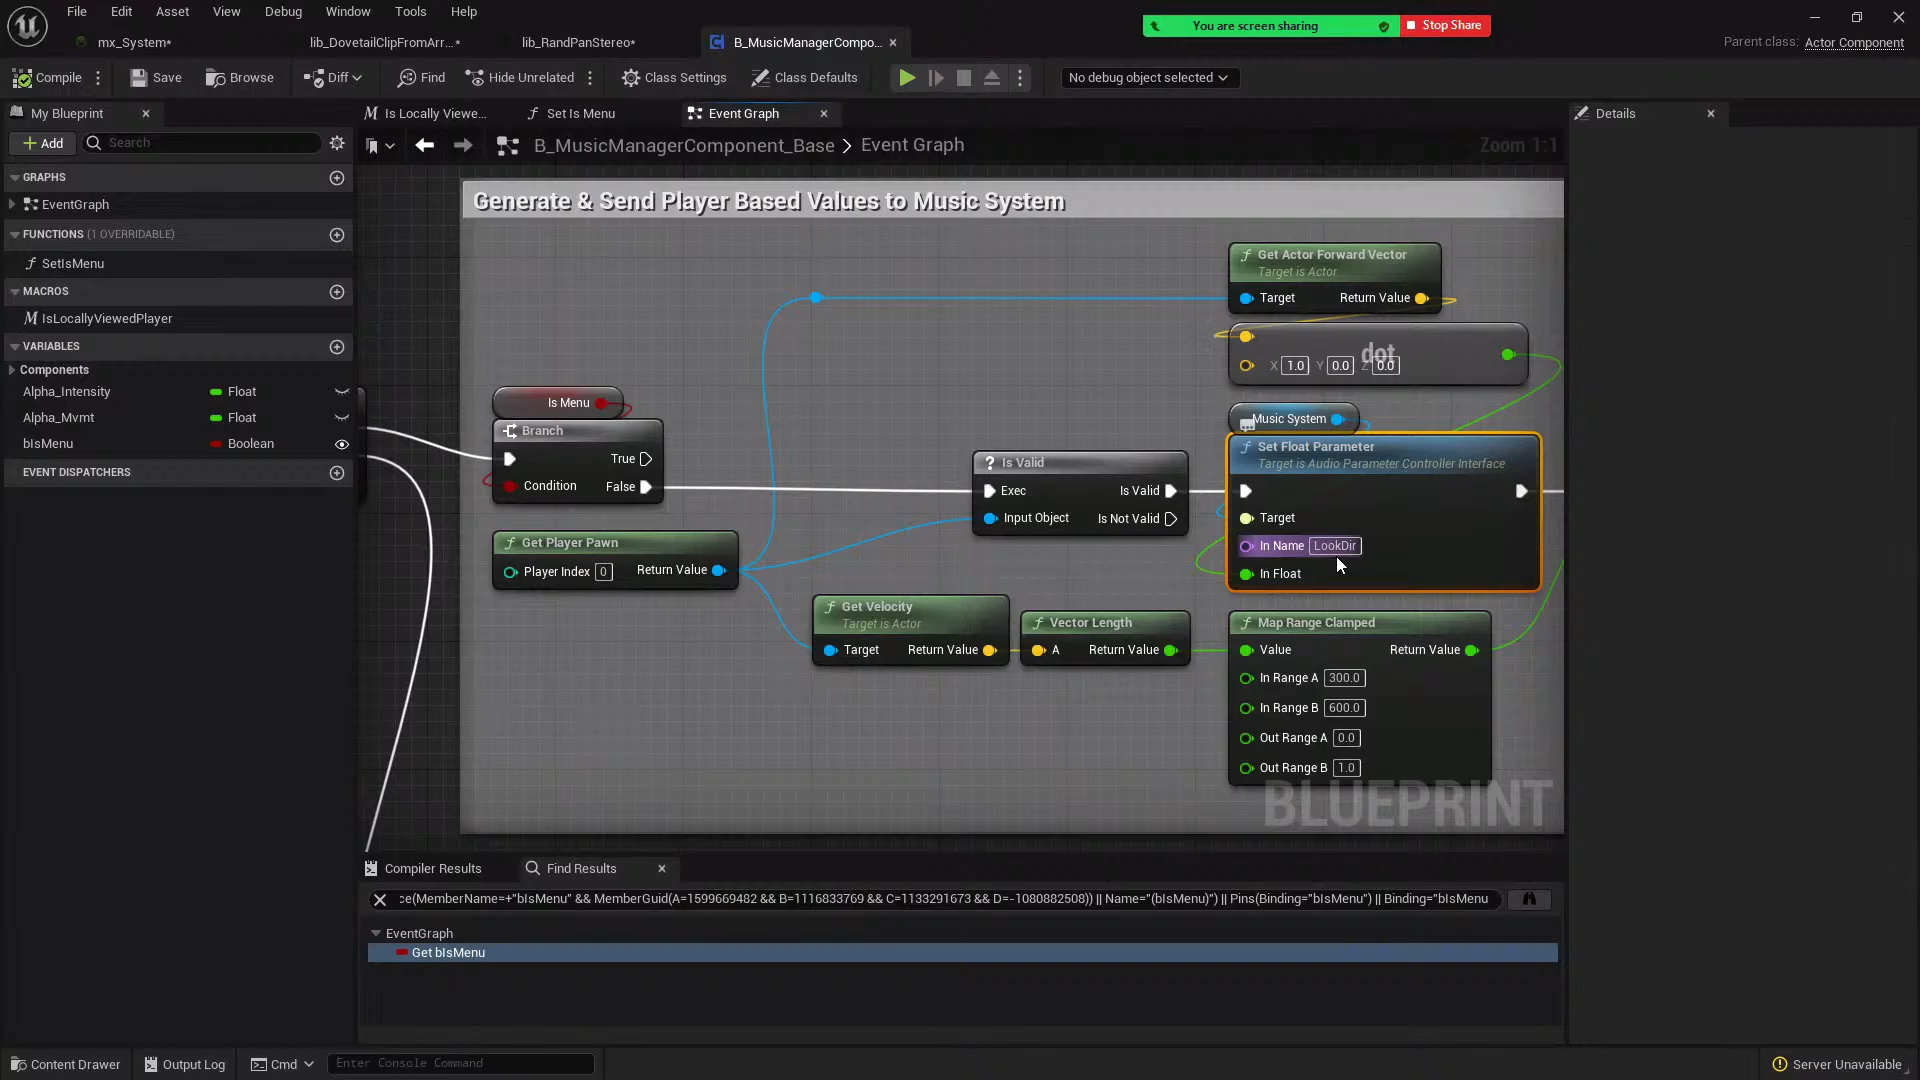 File Edit Asset View Debug Window Tools Help
You are screen sharing
Stop Share
mx_System*
lib_DovetailClipFromArr...*
lib_RandPanStereo*
B_MusicManagerCompo...
Parent class: Actor Component
Compile
Save
Browse
Diff
Find
Hide Unrelated
Class Settings
Class Defaults
No debug object selected
My Blueprint
Is Locally Viewe...
Set Is Menu
Event Graph
Details
Add
Search
B_MusicManagerComponent_Base > Event Graph
Zoom 1:1
GRAPHS
EventGraph
FUNCTIONS (1 OVERRIDABLE)
SetIsMenu
MACROS
IsLocallyViewedPlayer
VARIABLES
Components
Alpha_Intensity Float
Alpha_Mvmt Float
bIsMenu Boolean
EVENT DISPATCHERS
Generate & Send Player Based Values to Music System
Get Actor Forward Vector
Target is Actor
Target Return Value
dot
X 1.0 Y 0.0 Z 0.0
Is Menu
Branch
True
Condition False
Get Player Pawn
Player Index 0 Return Value
Is Valid
Exec Is Valid
Input Object Is Not Valid
Music System
Set Float Parameter
Target is Audio Parameter Controller Interface
Target
In Name LookDir
In Float
Get Velocity
Target is Actor
Target Return Value
Vector Length
A Return Value
Map Range Clamped
Value Return Value
In Range A 300.0
In Range B 600.0
Out Range A 0.0
Out Range B 1.0
BLUEPRINT
Compiler Results
Find Results
ce(MemberName=+"bIsMenu" && MemberGuid(A=1599669482 && B=1116833769 && C=1133291673 && D=-1080882508)) || Name="(bIsMenu)") || Pins(Binding="bIsMenu") || Binding="bIsMenu
EventGraph
Get bIsMenu
Content Drawer
Output Log
Cmd
Enter Console Command
Server Unavailable